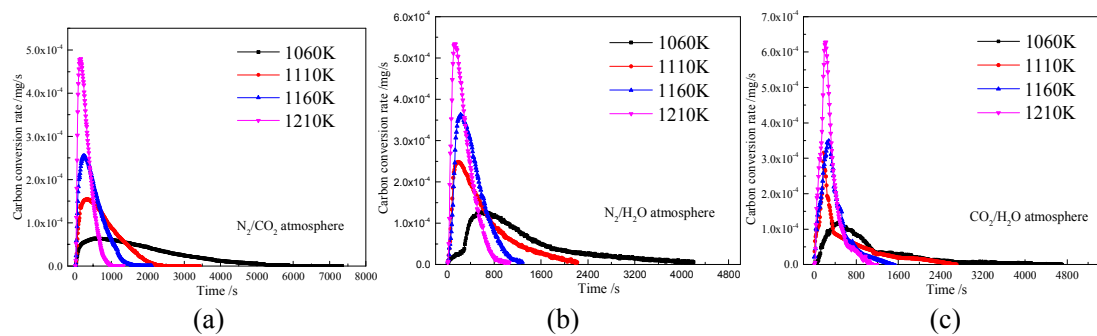 Carbon conversion rate /mg/s
5.0x10⁻⁴
4.0x10⁻⁴
3.0x10⁻⁴
2.0x10⁻⁴
1.0x10⁻⁴
0.0
0 1000 2000 3000 4000 5000 6000 7000 8000
Time /s
1060K
1110K
1160K
1210K
N₂/CO₂ atmosphere
(a)
Carbon conversion rate /mg/s
6.0x10⁻⁴
5.0x10⁻⁴
4.0x10⁻⁴
3.0x10⁻⁴
2.0x10⁻⁴
1.0x10⁻⁴
0.0
0 800 1600 2400 3200 4000 4800
Time /s
1060K
1110K
1160K
1210K
N₂/H₂O atmosphere
(b)
Carbon conversion rate /mg/s
7.0x10⁻⁴
6.0x10⁻⁴
5.0x10⁻⁴
4.0x10⁻⁴
3.0x10⁻⁴
2.0x10⁻⁴
1.0x10⁻⁴
0.0
0 800 1600 2400 3200 4000 4800
Time /s
1060K
1110K
1160K
1210K
CO₂/H₂O atmosphere
(c)